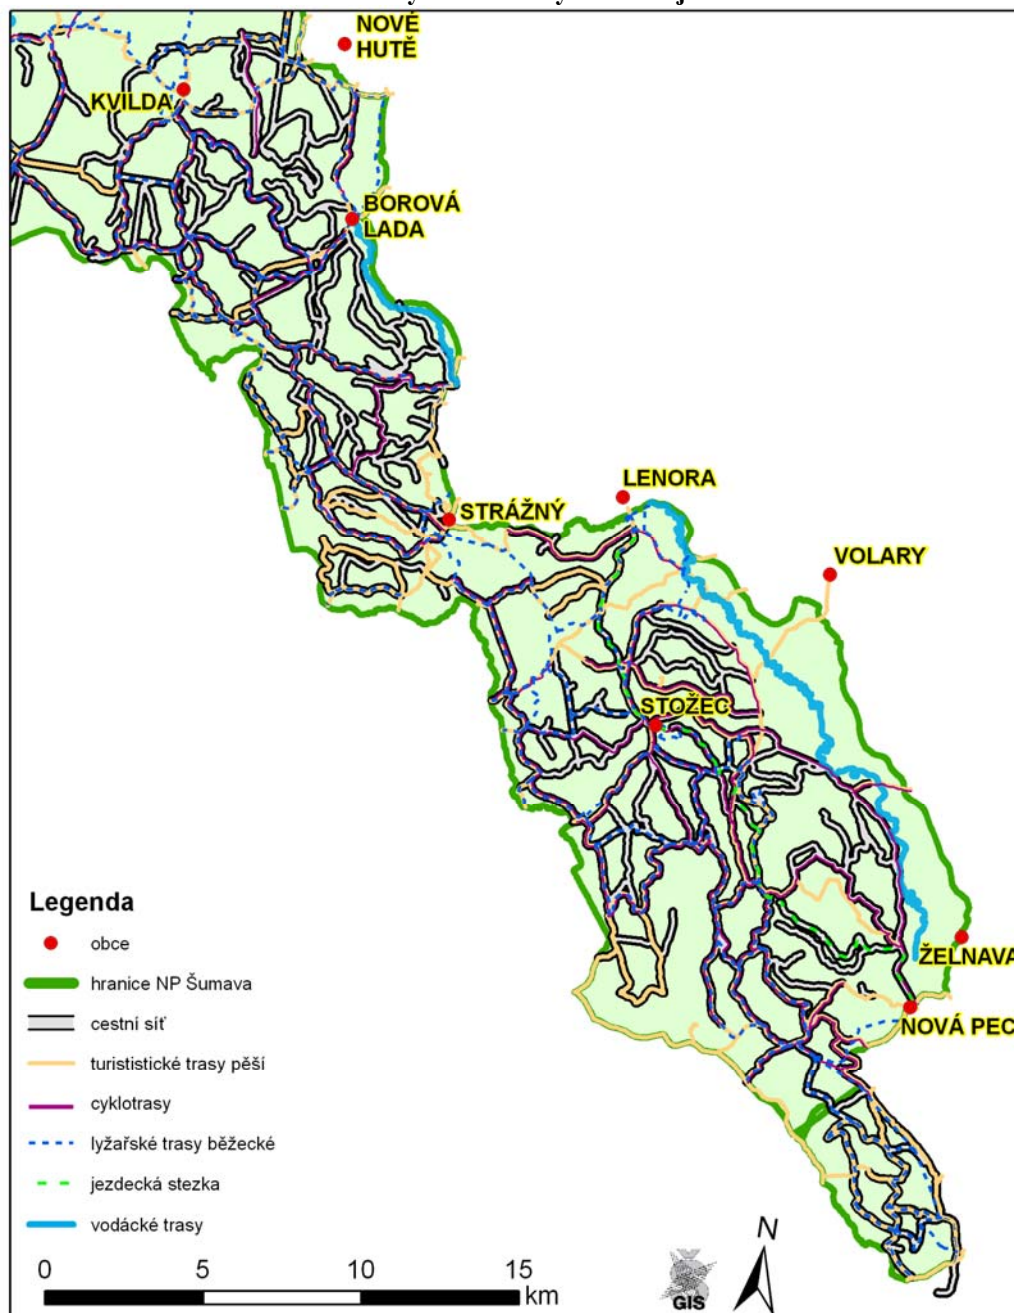 NOVÉ
HUTĚ
KVILDA
BOROVÁ
LADA
LENORA
STRÁŽNÝ
VOLARY
STOŽEC
ŽELNAVA
NOVÁ PEC
Legenda
obce
hranice NP Šumava
cestní síť
turististické trasy pěší
cyklotrasy
lyžařské trasy běžecké
jezdecká stezka
vodácké trasy
0 5 10 15
km
GIS
N